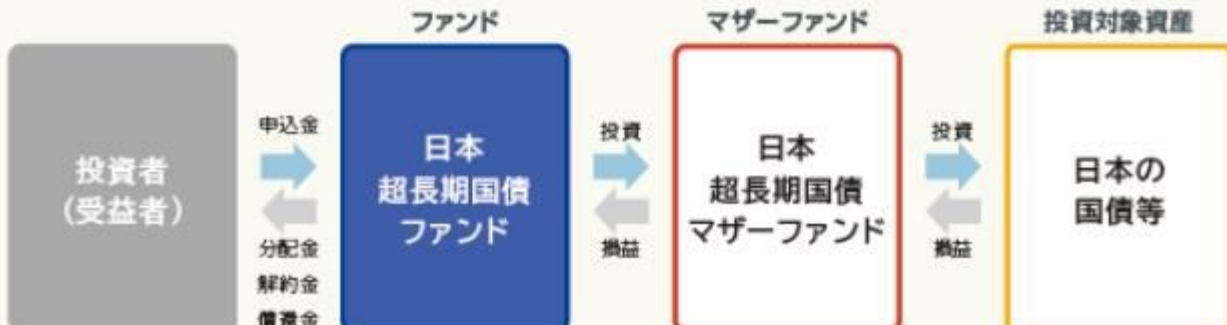 ファンド
マザーファンド
投資対象資産
投資者
(受益者)
申込金
分配金
解約金
償還金
日本
超長期国債
ファンド
投資
損益
日本
超長期国債
マザーファンド
投資
損益
日本の
国債等